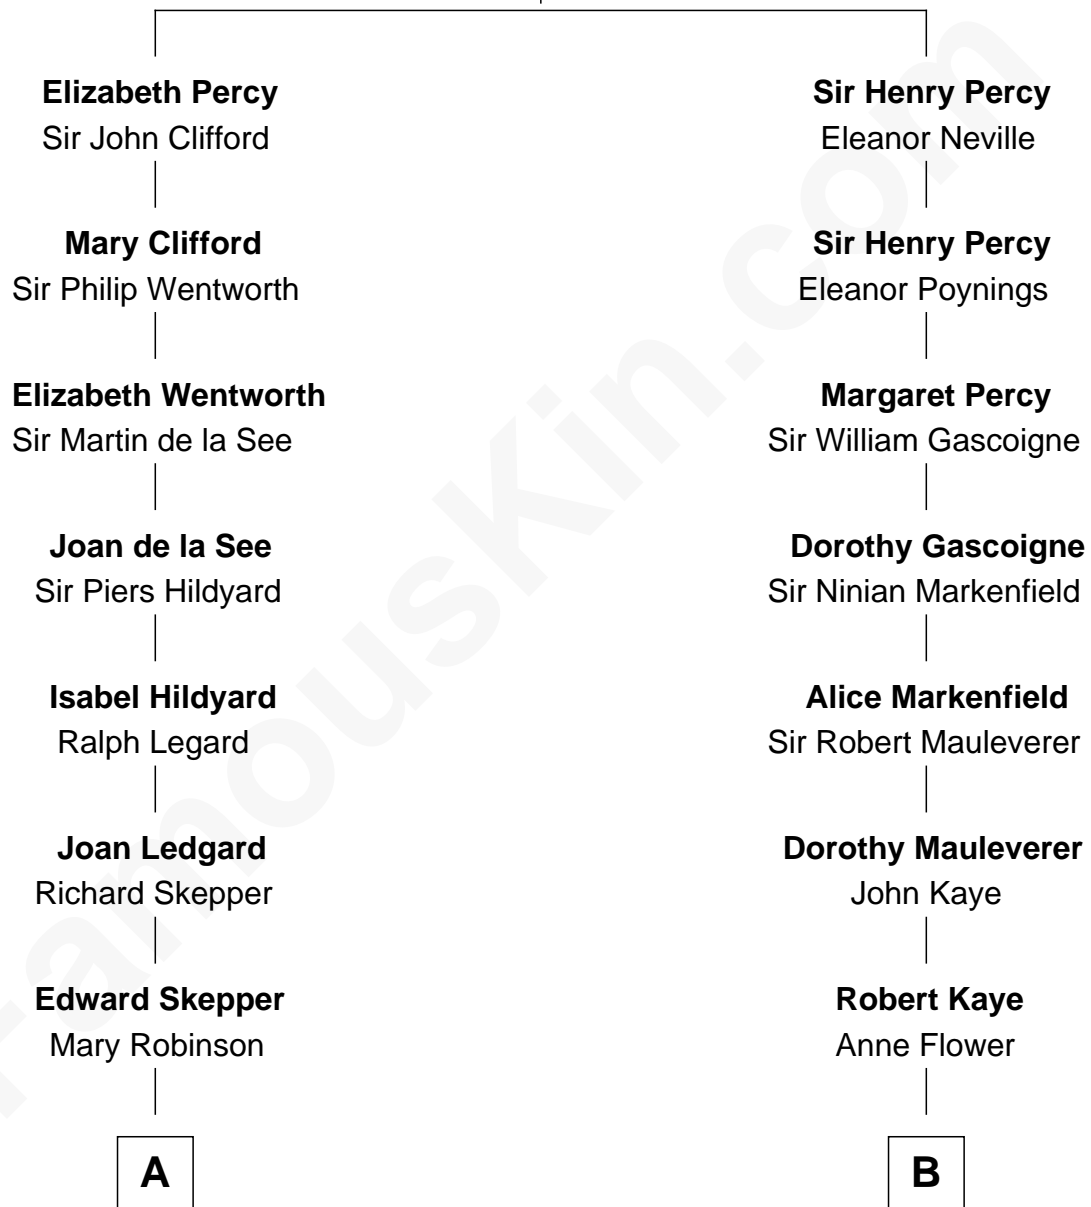 Elizabeth Percy
Sir John Clifford
Mary Clifford
Sir Philip Wentworth
Elizabeth Wentworth
Sir Martin de la See
Joan de la See
Sir Piers Hildyard
Isabel Hildyard
Ralph Legard
Joan Ledgard
Richard Skepper
Edward Skepper
Mary Robinson
A
Sir Henry Percy
Eleanor Neville
Sir Henry Percy
Eleanor Poynings
Margaret Percy
Sir William Gascoigne
Dorothy Gascoigne
Sir Ninian Markenfield
Alice Markenfield
Sir Robert Mauleverer
Dorothy Mauleverer
John Kaye
Robert Kaye
Anne Flower
B
FamousKin.com